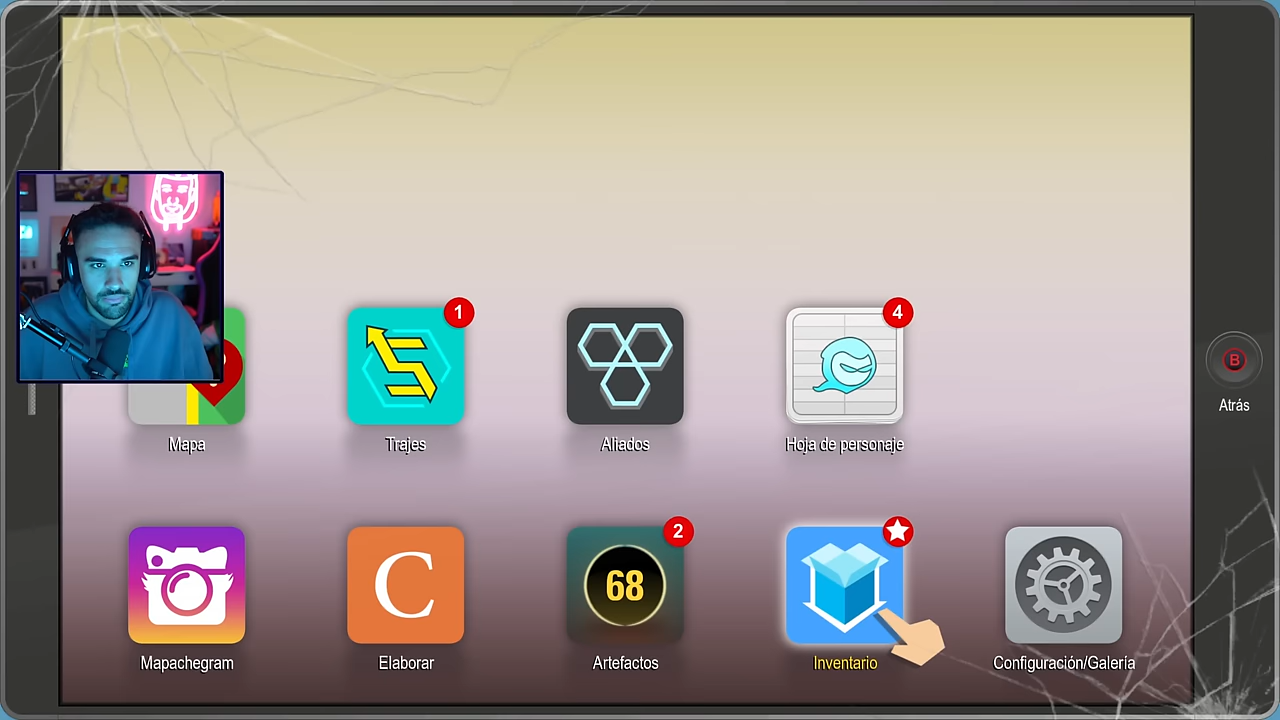 1
4
Mapa
Trajes
Aliados
Hoja de personaje
B
Atrás
2
C
68
Mapachegram
Elaborar
Artefactos
Inventario
Configuración/Galería